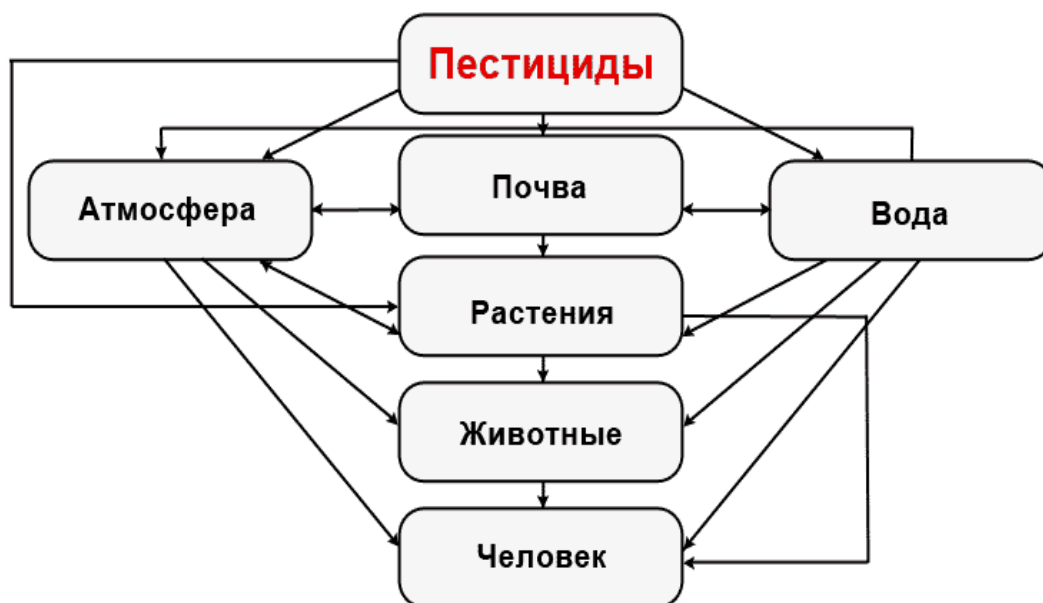 Пестициды
Атмосфера
Почва
Вода
Растения
Животные
Человек